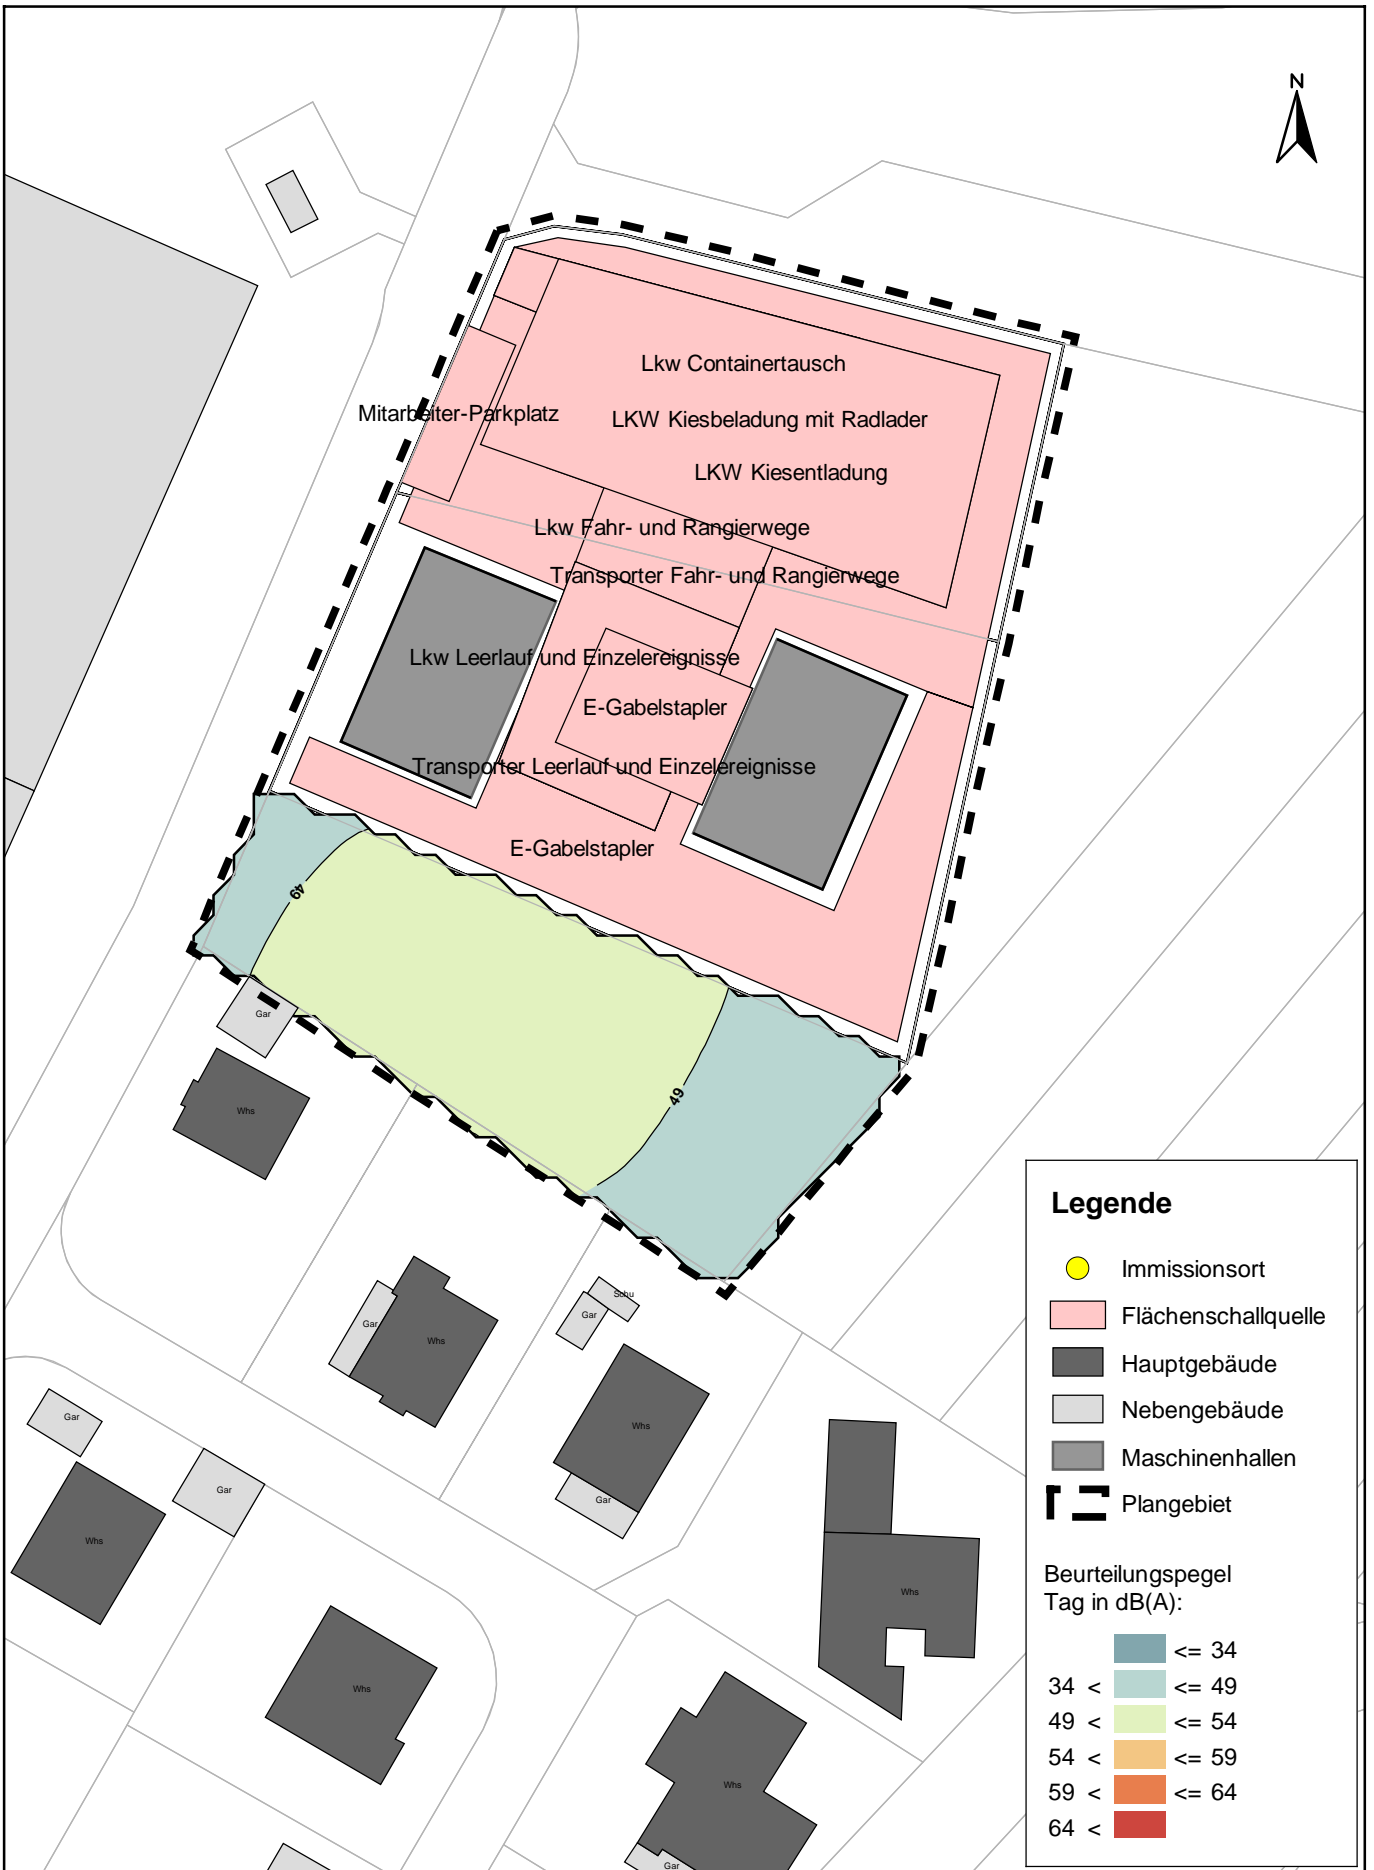 N
Lkw Containertausch
Mitarbeiter-Parkplatz
LKW Kiesbeladung mit Radlader
LKW Kiesentladung
Lkw Fahr- und Rangierwege
Transporter Fahr- und Rangierwege
Lkw Leerlauf und Einzelereignisse
E-Gabelstapler
Transporter Leerlauf und Einzelereignisse
E-Gabelstapler
49
Gar
49
Whs
Schu
Gar
Gar
Whs
Gar
Whs
Gar
Gar
Whs
Whs
Whs
Whs
Gar
Legende
Immissionsort
Flächenschallquelle
Hauptgebäude
Nebengebäude
Maschinenhallen
Plangebiet
Beurteilungspegel
Tag in dB(A):
<= 34
34 < <= 49
49 < <= 54
54 < <= 59
59 < <= 64
64 <